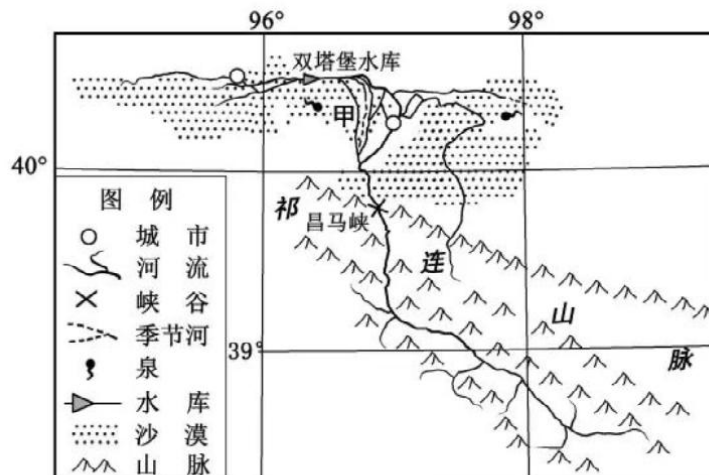 96° 98°
双塔堡水库
甲
40°
祁
昌马峡
连
山
脉
39°
图 例
城 市
河 流
峡 谷
季节河
泉
水 库
沙 漠
山 脉